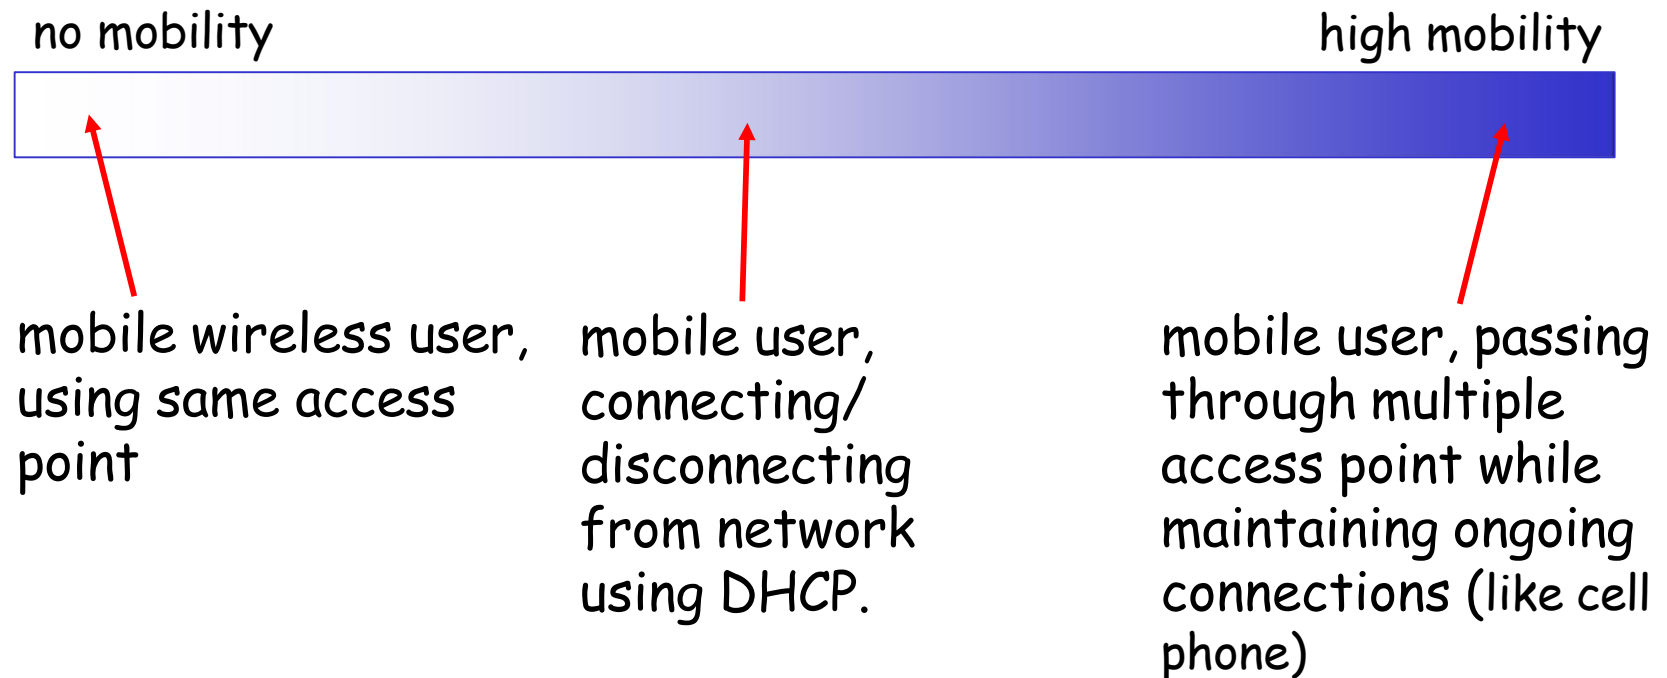 no mobility
high mobility
mobile wireless user,
using same access
point
mobile user,
connecting/
disconnecting
from network
using DHCP.
mobile user, passing
through multiple
access point while
maintaining ongoing
connections (like cell
phone)